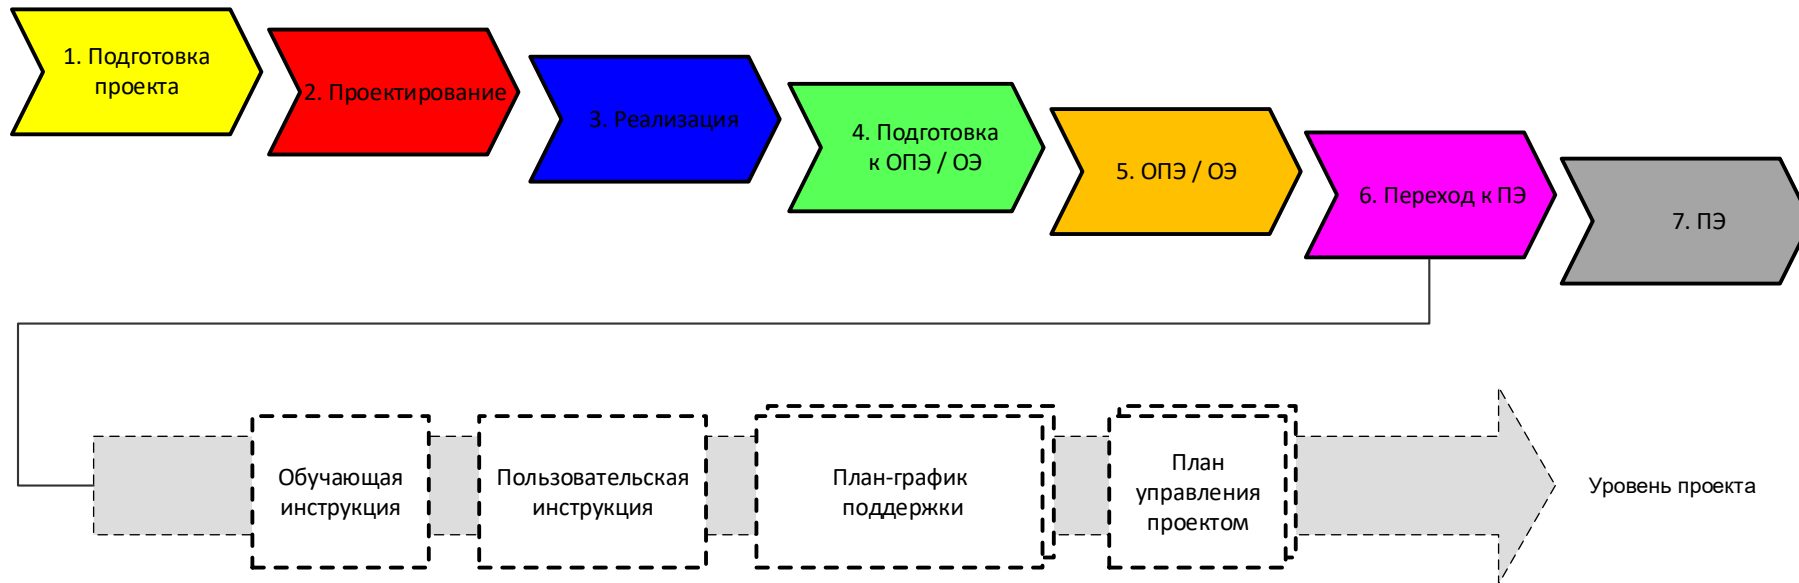 1. Подготовка
проекта
2. Проектирование
3. Реализация
4. Подготовка
к ОПЭ / ОЭ
5. ОПЭ / ОЭ
6. Переход к ПЭ
7. ПЭ
Обучающая
инструкция
Пользовательская
инструкция
План-график
поддержки
План
управления
проектом
Уровень проекта